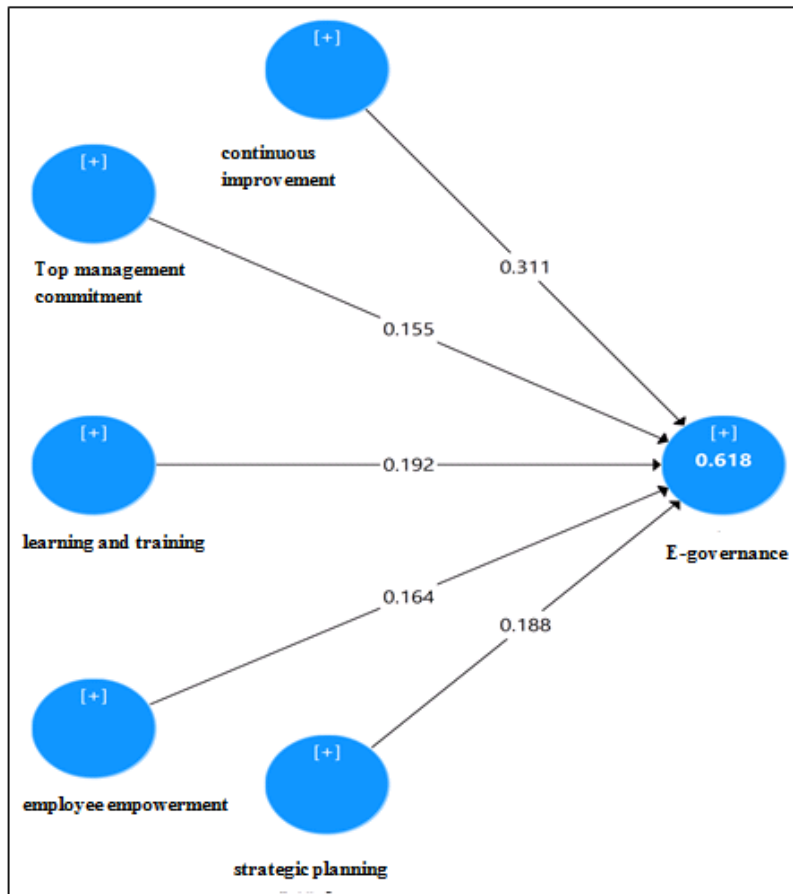 [+]
continuous
improvement
[+]
Top management
commitment
0.311
0.155
[+]
learning and training
0.192
[+]
0.618
E-governance
0.164
0.188
[+]
employee empowerment
[+]
strategic planning